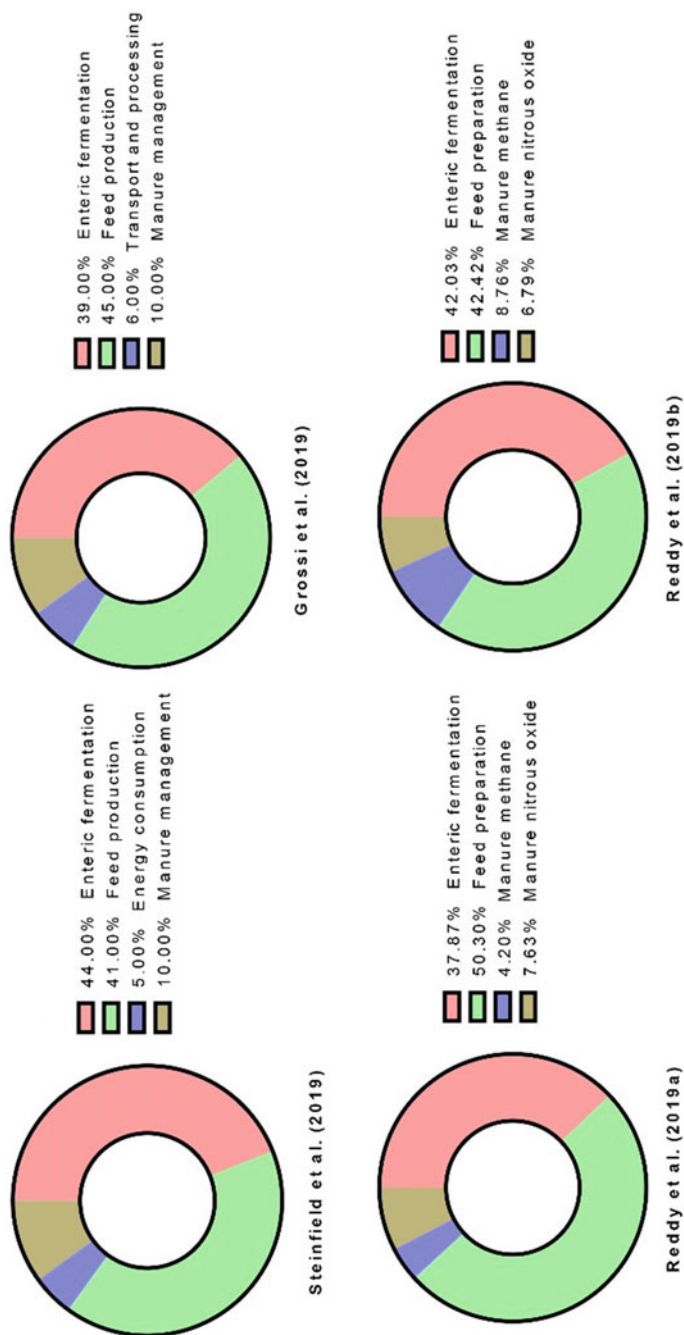 44.00% Enteric fermentation
41.00% Feed production
5.00% Energy consumption
10.00% Manure management
Steinfield et al. (2019)
39.00% Enteric fermentation
45.00% Feed production
6.00% Transport and processing
10.00% Manure management
Grossi et al. (2019)
37.87% Enteric fermentation
50.30% Feed preparation
4.20% Manure methane
7.63% Manure nitrous oxide
Reddy et al. (2019a)
42.03% Enteric fermentation
42.42% Feed preparation
8.76% Manure methane
6.79% Manure nitrous oxide
Reddy et al. (2019b)